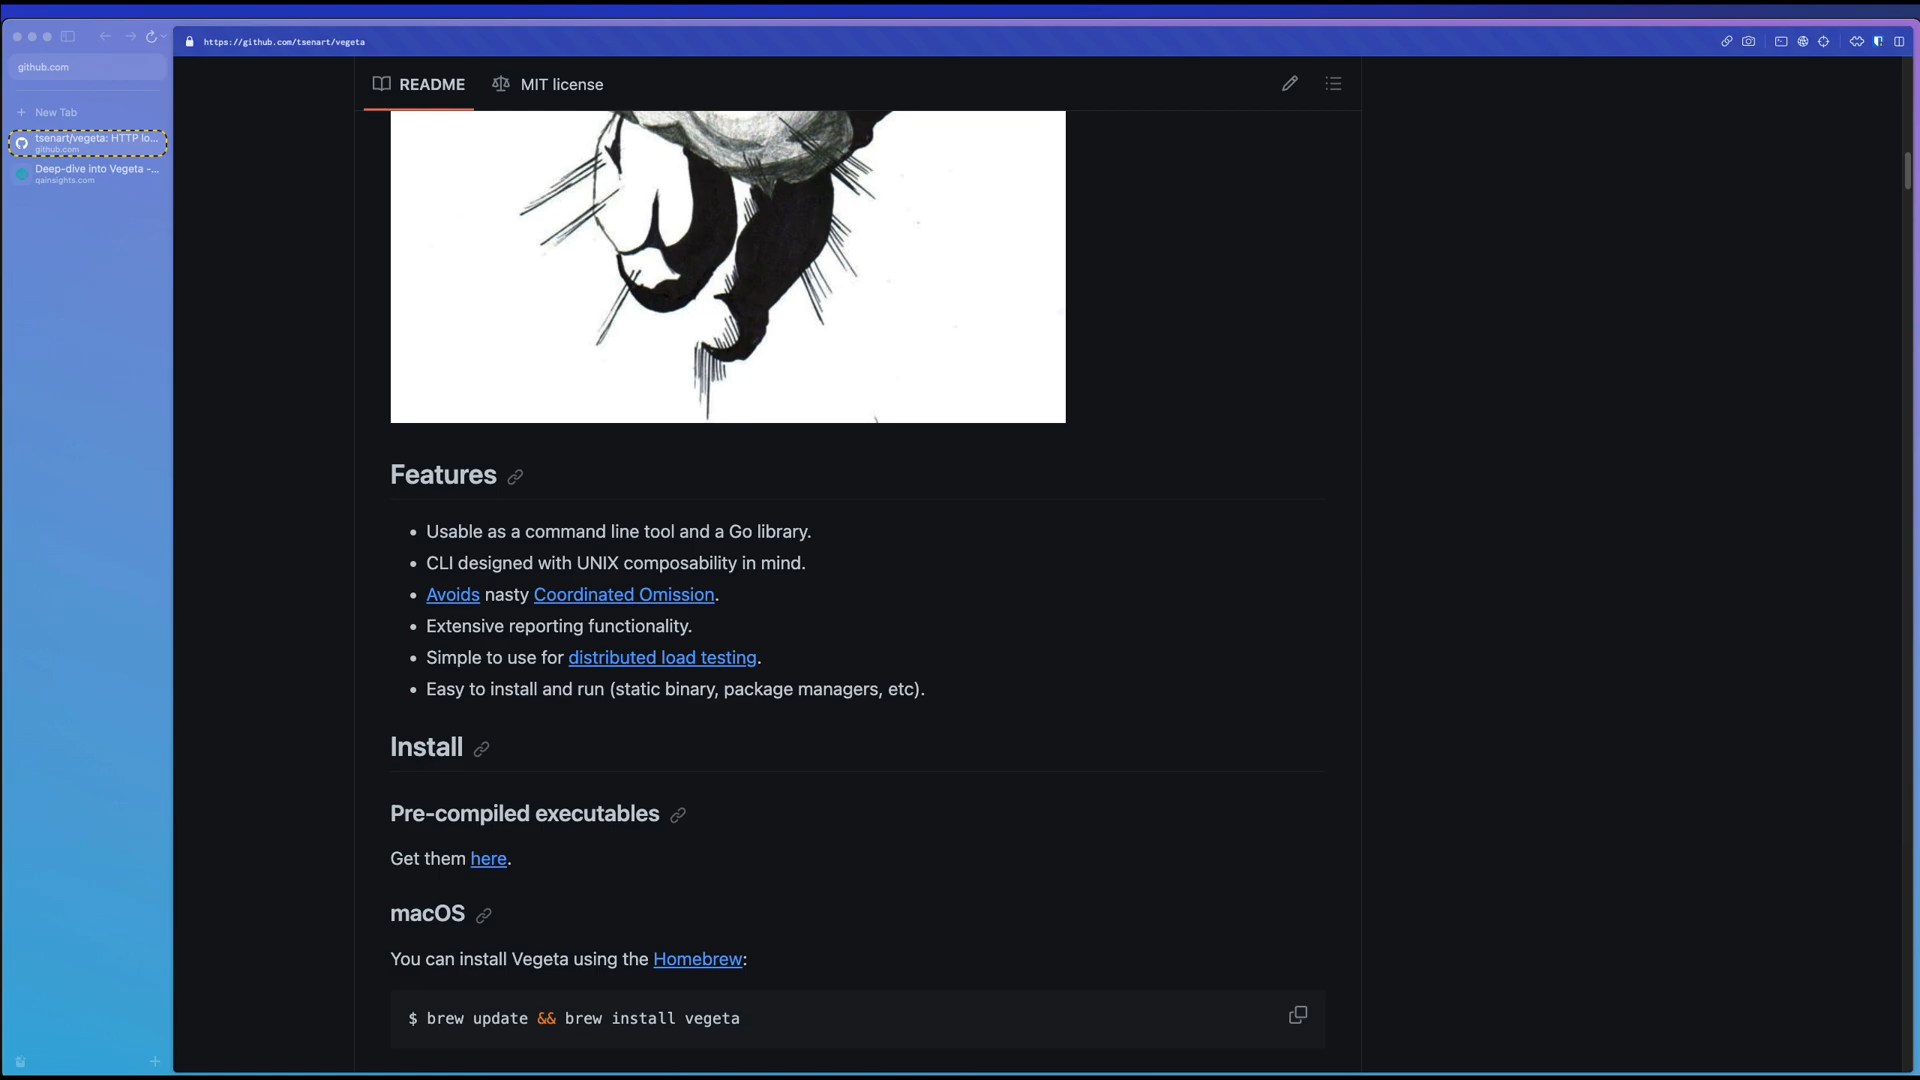 https://github.com/tsenart/vegeta
github.com
New Tab
tsenart/vegeta: HTTP lo...
github.com
Deep-dive into Vegeta -...
qainsights.com
README
MIT license
Features
• Usable as a command line tool and a Go library.
• CLI designed with UNIX composability in mind.
• Avoids nasty Coordinated Omission.
• Extensive reporting functionality.
• Simple to use for distributed load testing.
• Easy to install and run (static binary, package managers, etc).
Install
Pre-compiled executables
Get them here.
macOS
You can install Vegeta using the Homebrew:
$ brew update && brew install vegeta